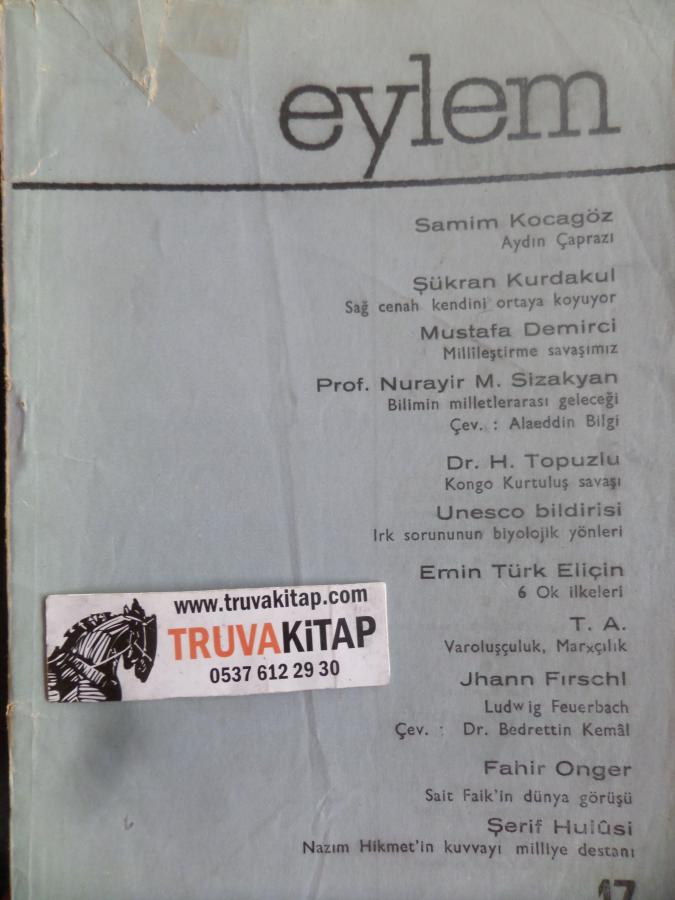 eylem
Samim Kocagöz
Aydın Çaprazı
Şükran Kurdakul
Sağ cenah kendini ortaya koyuyor
Mustafa Demirci
Millîleştirme savaşımız
Prof. Nurayir M. Sizakyan
Bilimin milletlerarası geleceği
Çev. : Alaeddin Bilgi
Dr. H. Topuzlu
Kongo Kurtuluş savaşı
Unesco bildirisi
Irk sorununun biyolojik yönleri
Emin Türk Eliçin
6 Ok ilkeleri
T. A.
Varoluşçuluk, Marxçılık
Jhann Fırschl
Ludwig Feuerbach
Çev. : Dr. Bedrettin Kemâl
Fahir Onger
Sait Faik'in dünya görüşü
Şerif Hulûsi
Nazım Hikmet'in kuvvayı milliye destanı
17
www.truvakitap.com
TRUVAKİTAP
0537 612 29 30